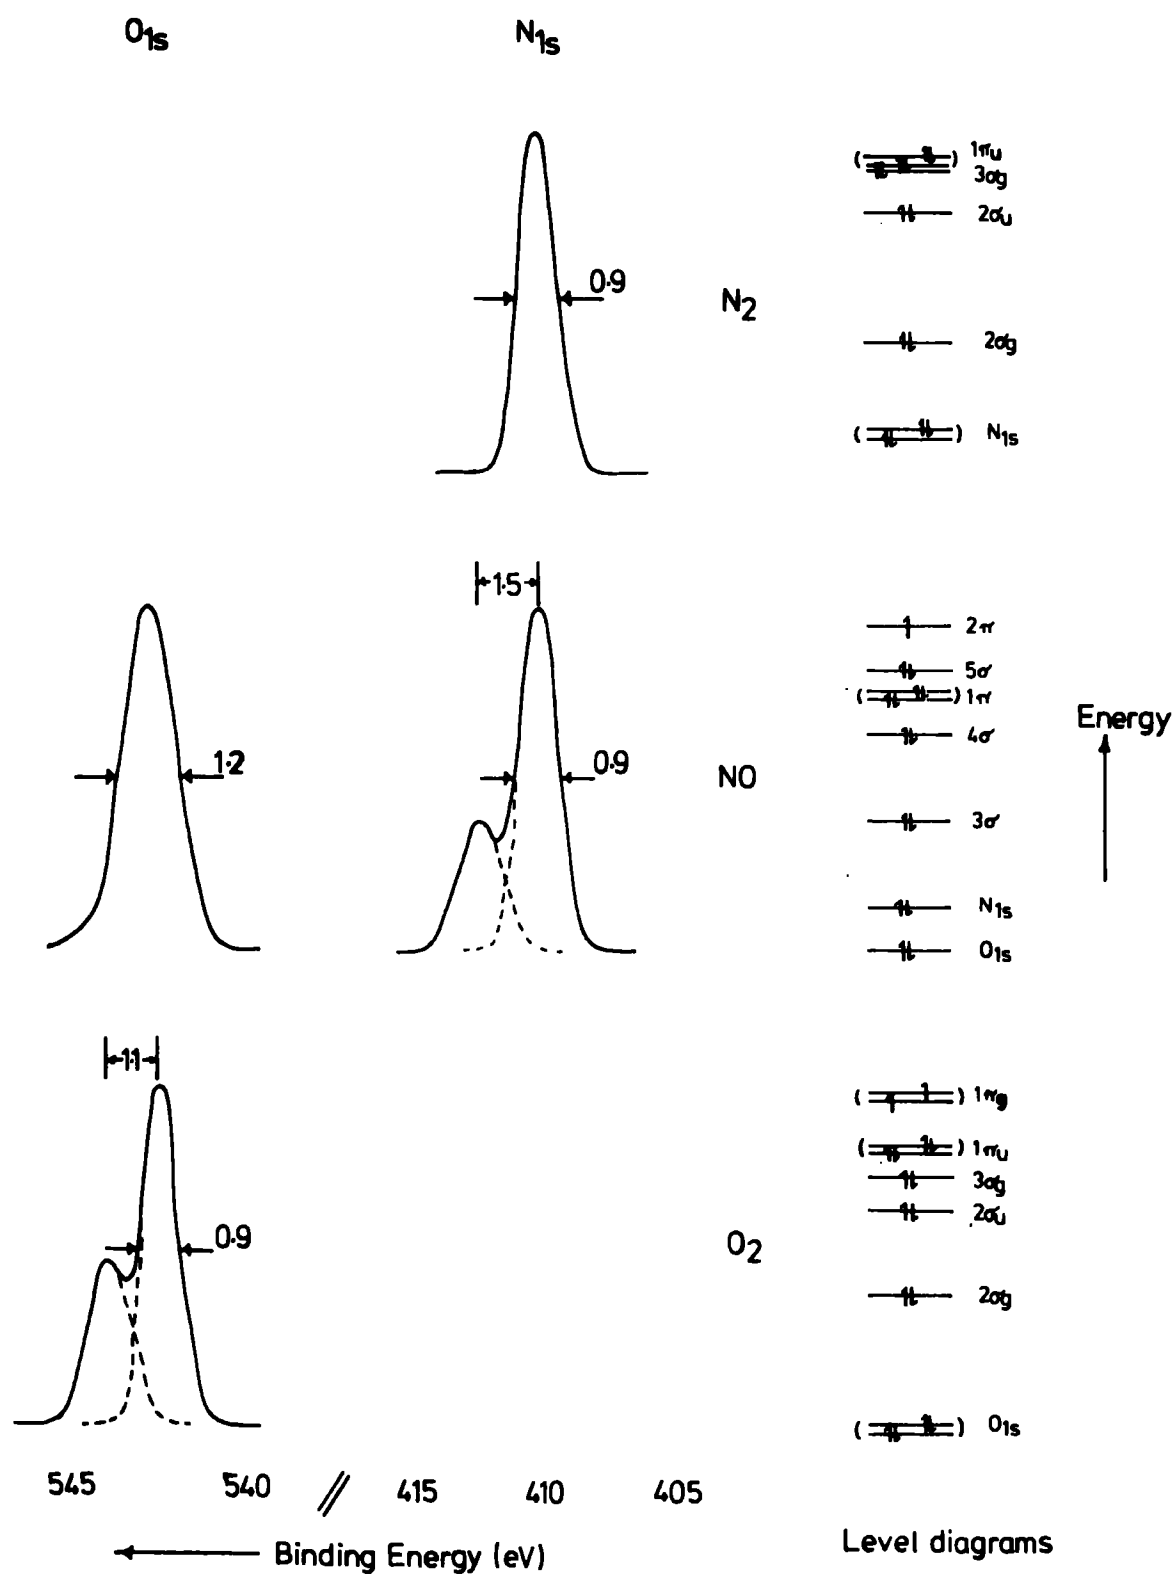 O1s N1s
0.9
N2
1πu
3σg
2σu
2σg
N1s
1.5
1.2
0.9
NO
2π
5σ
1π
4σ
3σ
N1s
O1s
Energy
1.1
0.9
O2
1πg
1πu
3σg
2σu
2σg
O1s
545 540 // 415 410 405
Binding Energy (eV)
Level diagrams